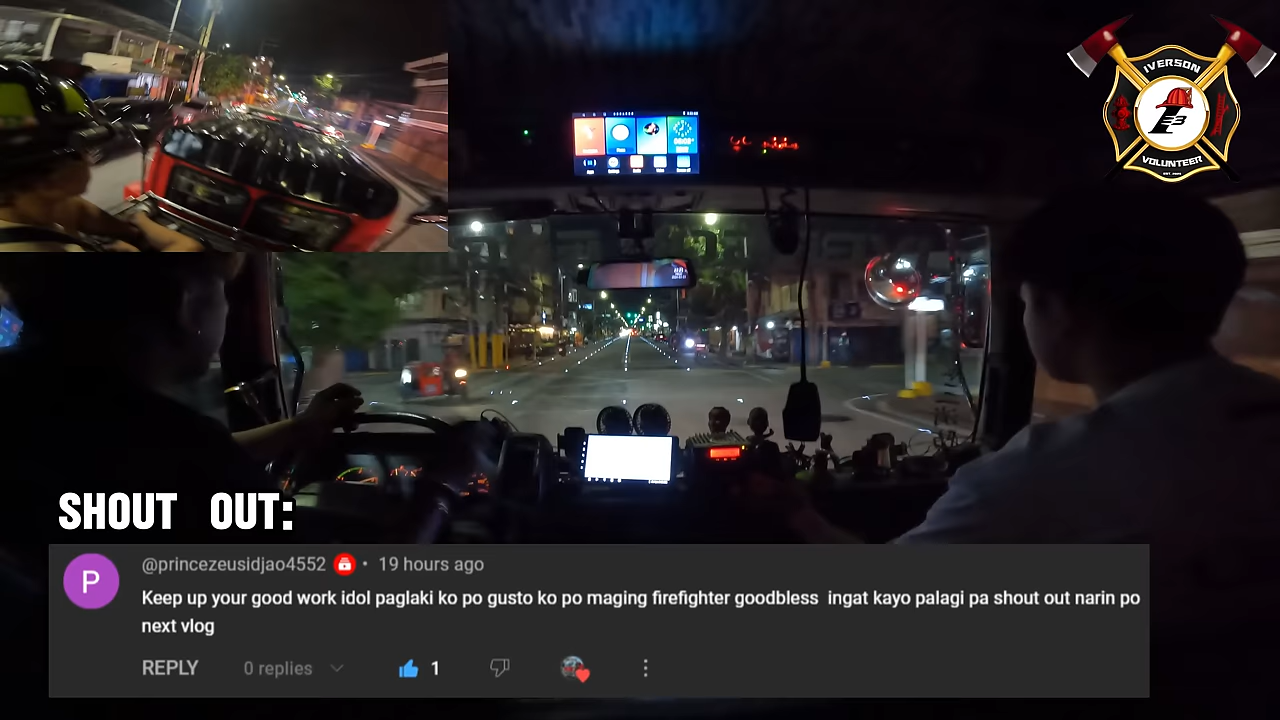 IVERSON
VOLUNTEER
SHOUT OUT:
@princezeusidjao4552 • 19 hours ago
P
Keep up your good work idol paglaki ko po gusto ko po maging firefighter goodbless ingat kayo palagi pa shout out narin po
next vlog
REPLY 0 replies 1